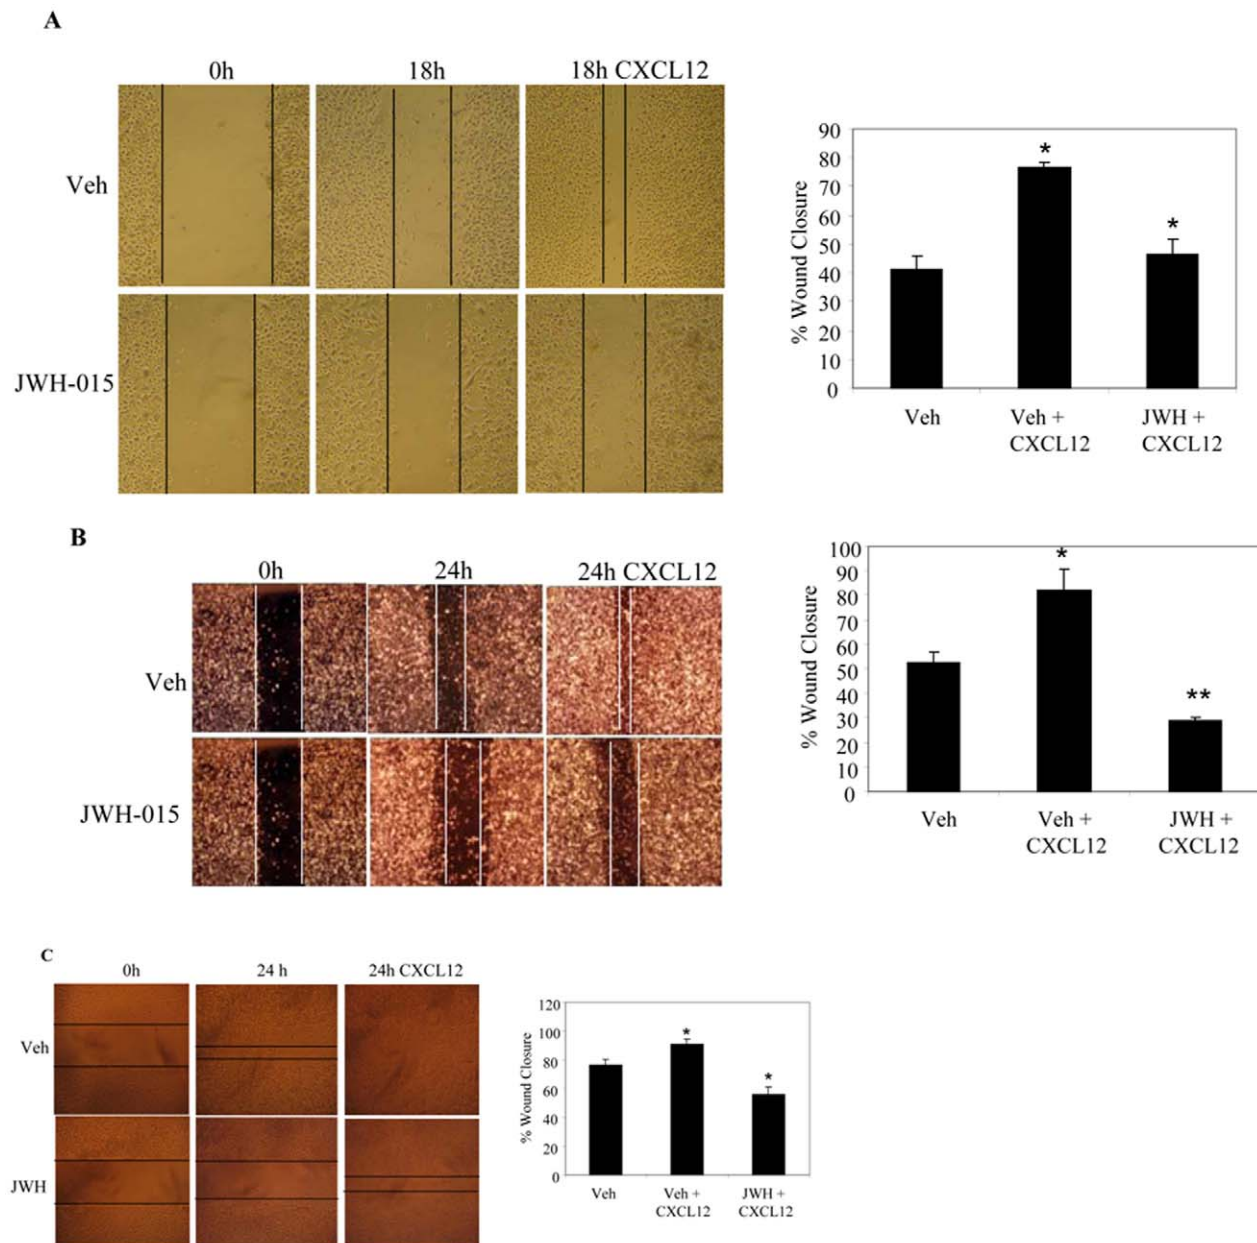 A
0h
18h
18h CXCL12
Veh
JWH-015
% Wound Closure
90
80
70
60
50
40
30
20
10
0
*
*
Veh
Veh +
CXCL12
JWH +
CXCL12
B
0h
24h
24h CXCL12
Veh
JWH-015
% Wound Closure
100
90
80
70
60
50
40
30
20
10
0
*
**
Veh
Veh +
CXCL12
JWH +
CXCL12
C
0h
24 h
24h CXCL12
Veh
JWH
% Wound Closure
120
100
80
60
40
20
0
*
*
Veh
Veh +
CXCL12
JWH +
CXCL12